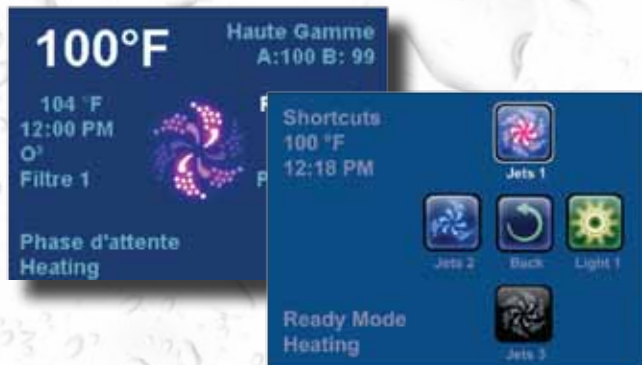 100°F
Haute Gamme
A:100 B: 99
104 °F
12:00 PM
O³
Filtre 1
Phase d'attente
Heating
Shortcuts
100 °F
12:18 PM
Jets 1
Jets 2
Back
Light 1
Ready Mode
Heating
Jets 3